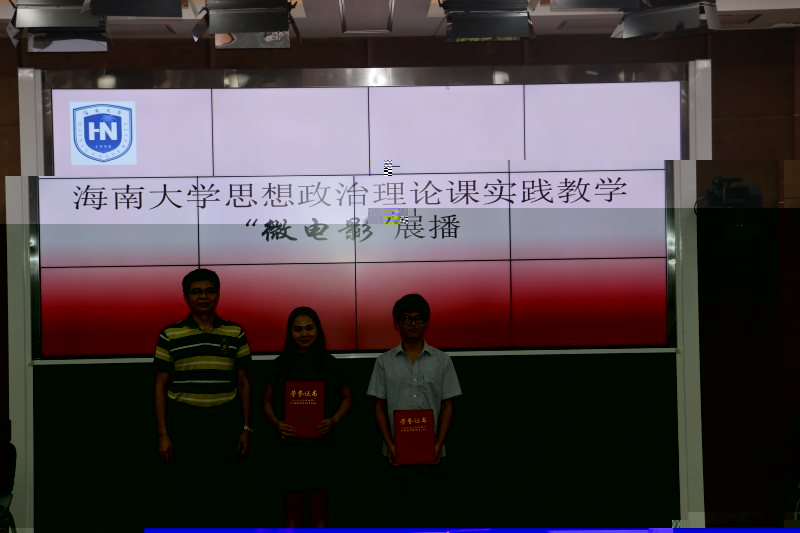 HN
海南大学思想政治理论课实践教学
“微电影”展播
荣誉证书
荣誉证书